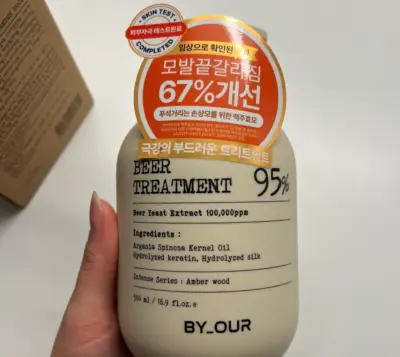 SKIN TEST
피부자극 테스트완료
COMPLETED
임상으로 확인된
모발끝갈라짐
67%개선
푸석거리는 손상모를 위한 맥주효모
극강의 부드러운 트리트먼트
BEER
TREATMENT 95%
Beer Yeast Extract 100,000ppm
Ingredients :
Argania Spinosa Kernel Oil
Hydrolyzed keratin, Hydrolyzed silk
Intense Series : Amber wood
500 ml / 16.9 fl.oz.e
BY_OUR